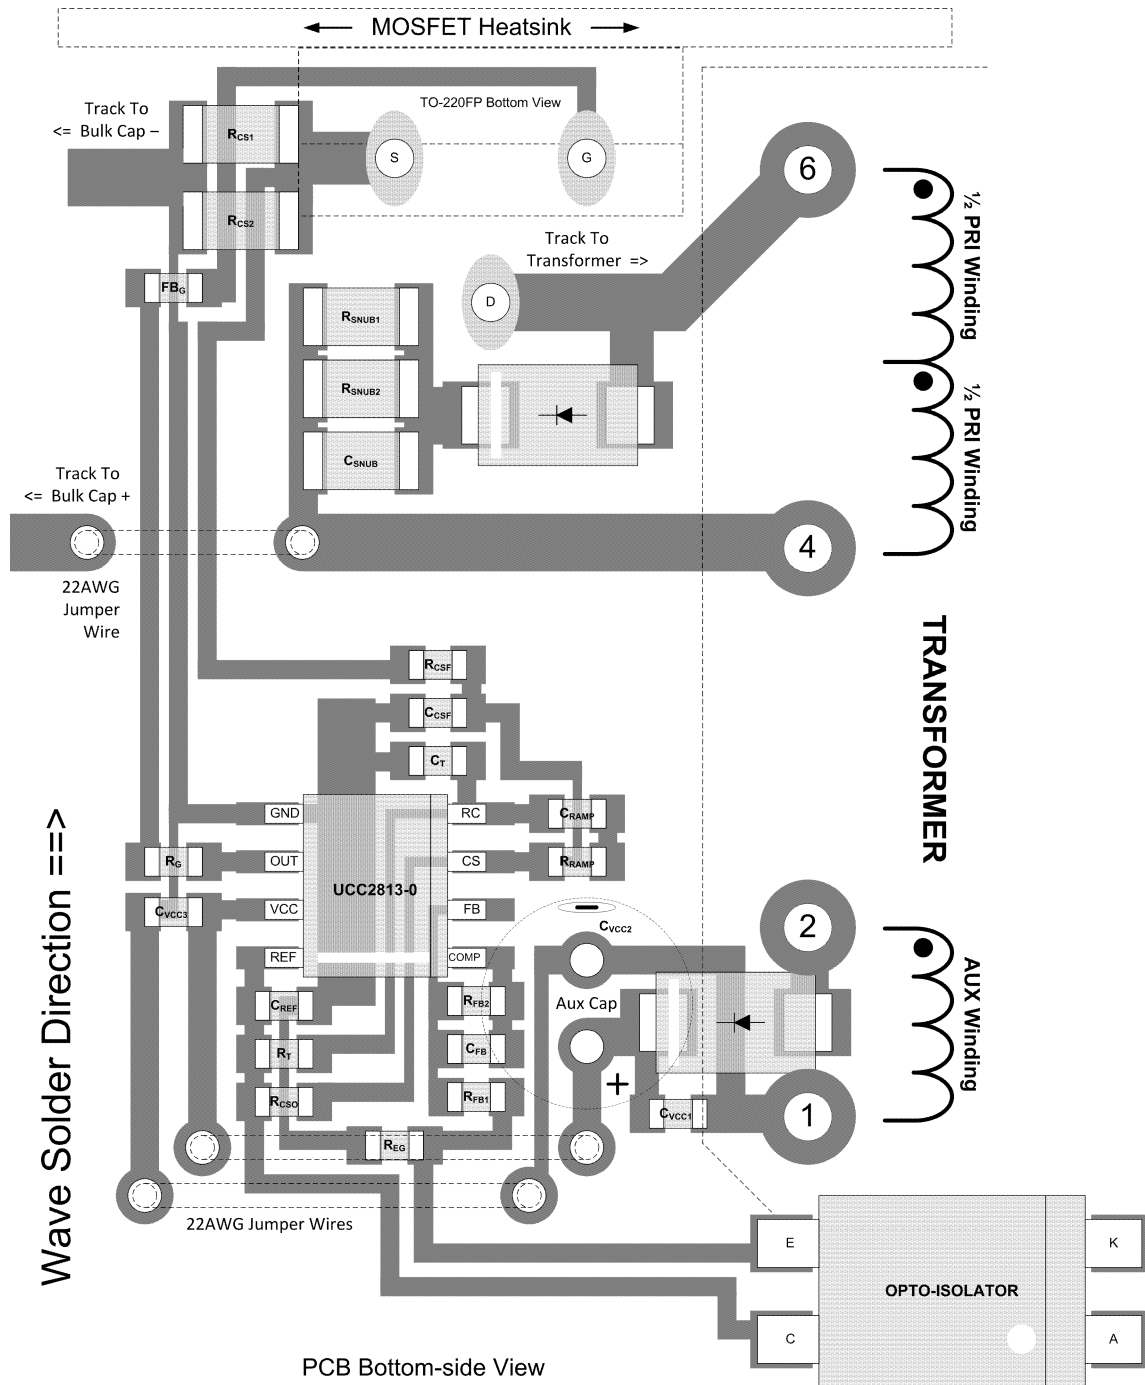 MOSFET Heatsink
TO-220FP Bottom View
Track To
<= Bulk Cap –
RCS1
S
G
6
RCS2
½ PRI Winding
Track To
Transformer =>
FBG
D
RSNUB1
RSNUB2
½ PRI Winding
CSNUB
Track To
<= Bulk Cap +
4
22AWG
Jumper
Wire
TRANSFORMER
RCSF
CCSF
CT
GND
RC
CRAMP
RG
OUT
CS
RRAMP
UCC2813-0
CVCC3
VCC
FB
CVCC2
2
REF
COMP
AUX Winding
CREF
RFB2
Aux Cap
RT
CFB
+
RCSO
RFB1
CVCC1
1
REG
22AWG Jumper Wires
Wave Solder Direction ==>
E
K
OPTO-ISOLATOR
C
A
PCB Bottom-side View